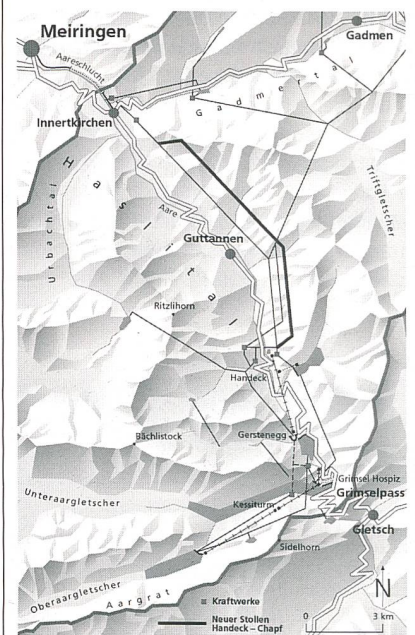 Meiringen
Gadmen
Aareschlucht
Innertkirchen
Gadmertal
Haslital
Triftgletscher
Urbachtal
Aare
Guttannen
Ritzlihorn
Handeck
Bächlistock
Gerstenegg
Grimsel Hospiz
Grimselpass
Unteraargletscher
Kessiturm
Gletsch
Sidelhorn
Oberaargletscher
Aargrat
N
Kraftwerke
Neuer Stollen
Handeck – Chapf
0 3 km